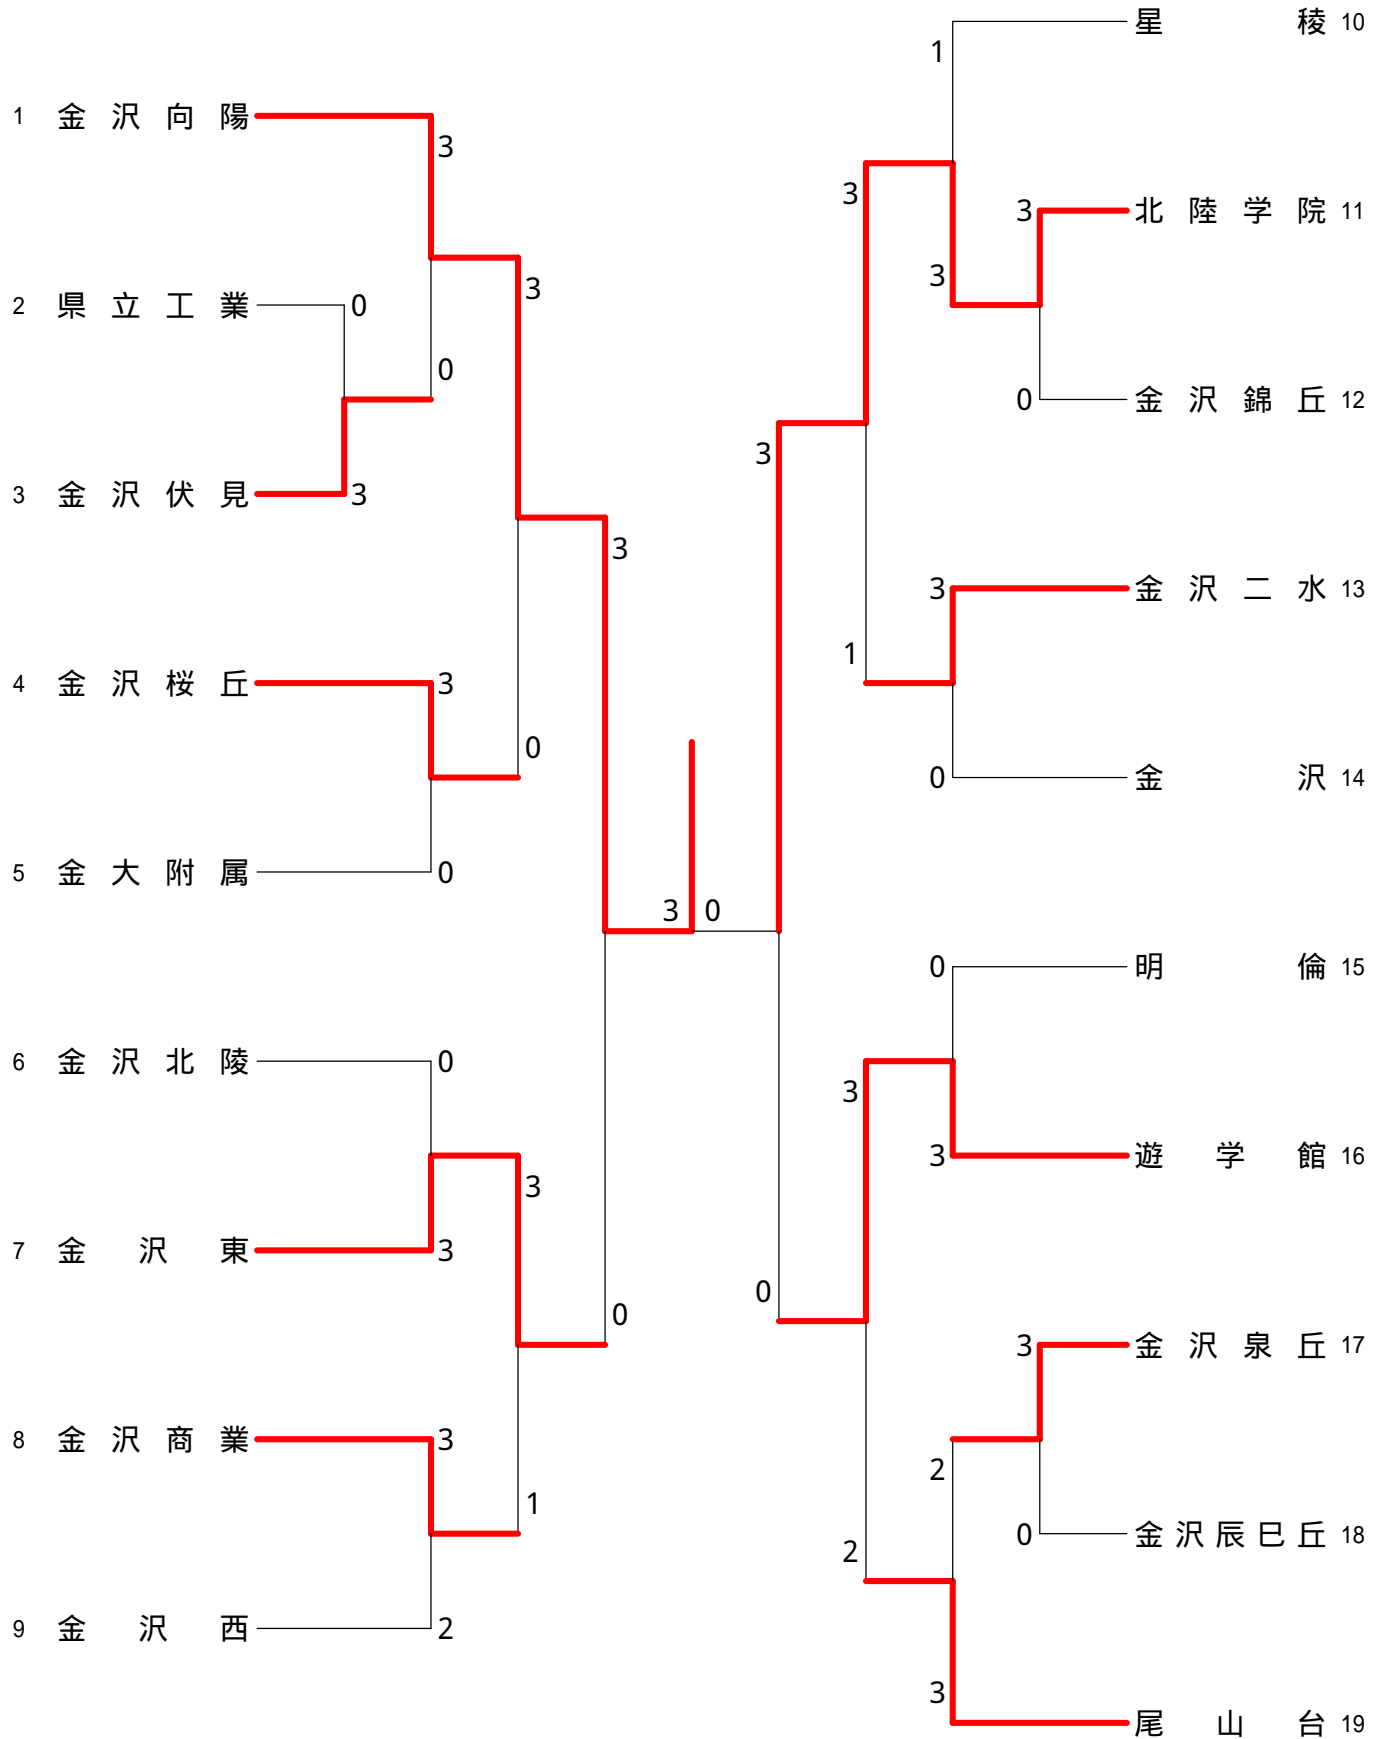 1 金沢向陽
3
2 県立工業
0
0
3
3 金沢伏見
3
3
4 金沢桜丘
3
0
5 金大附属
0
3 0
6 金沢北陵
0
3
7 金沢東
3
0
8 金沢商業
3
1
9 金沢西
2
星稜 10
1
3
3
北陸学院 11
3
金沢錦丘 12
0
3
金沢二水 13
3
1
金沢 14
0
明倫 15
0
3
遊学館 16
3
0
金沢泉丘 17
3
2
金沢辰巳丘 18
0
2
3
尾山台 19